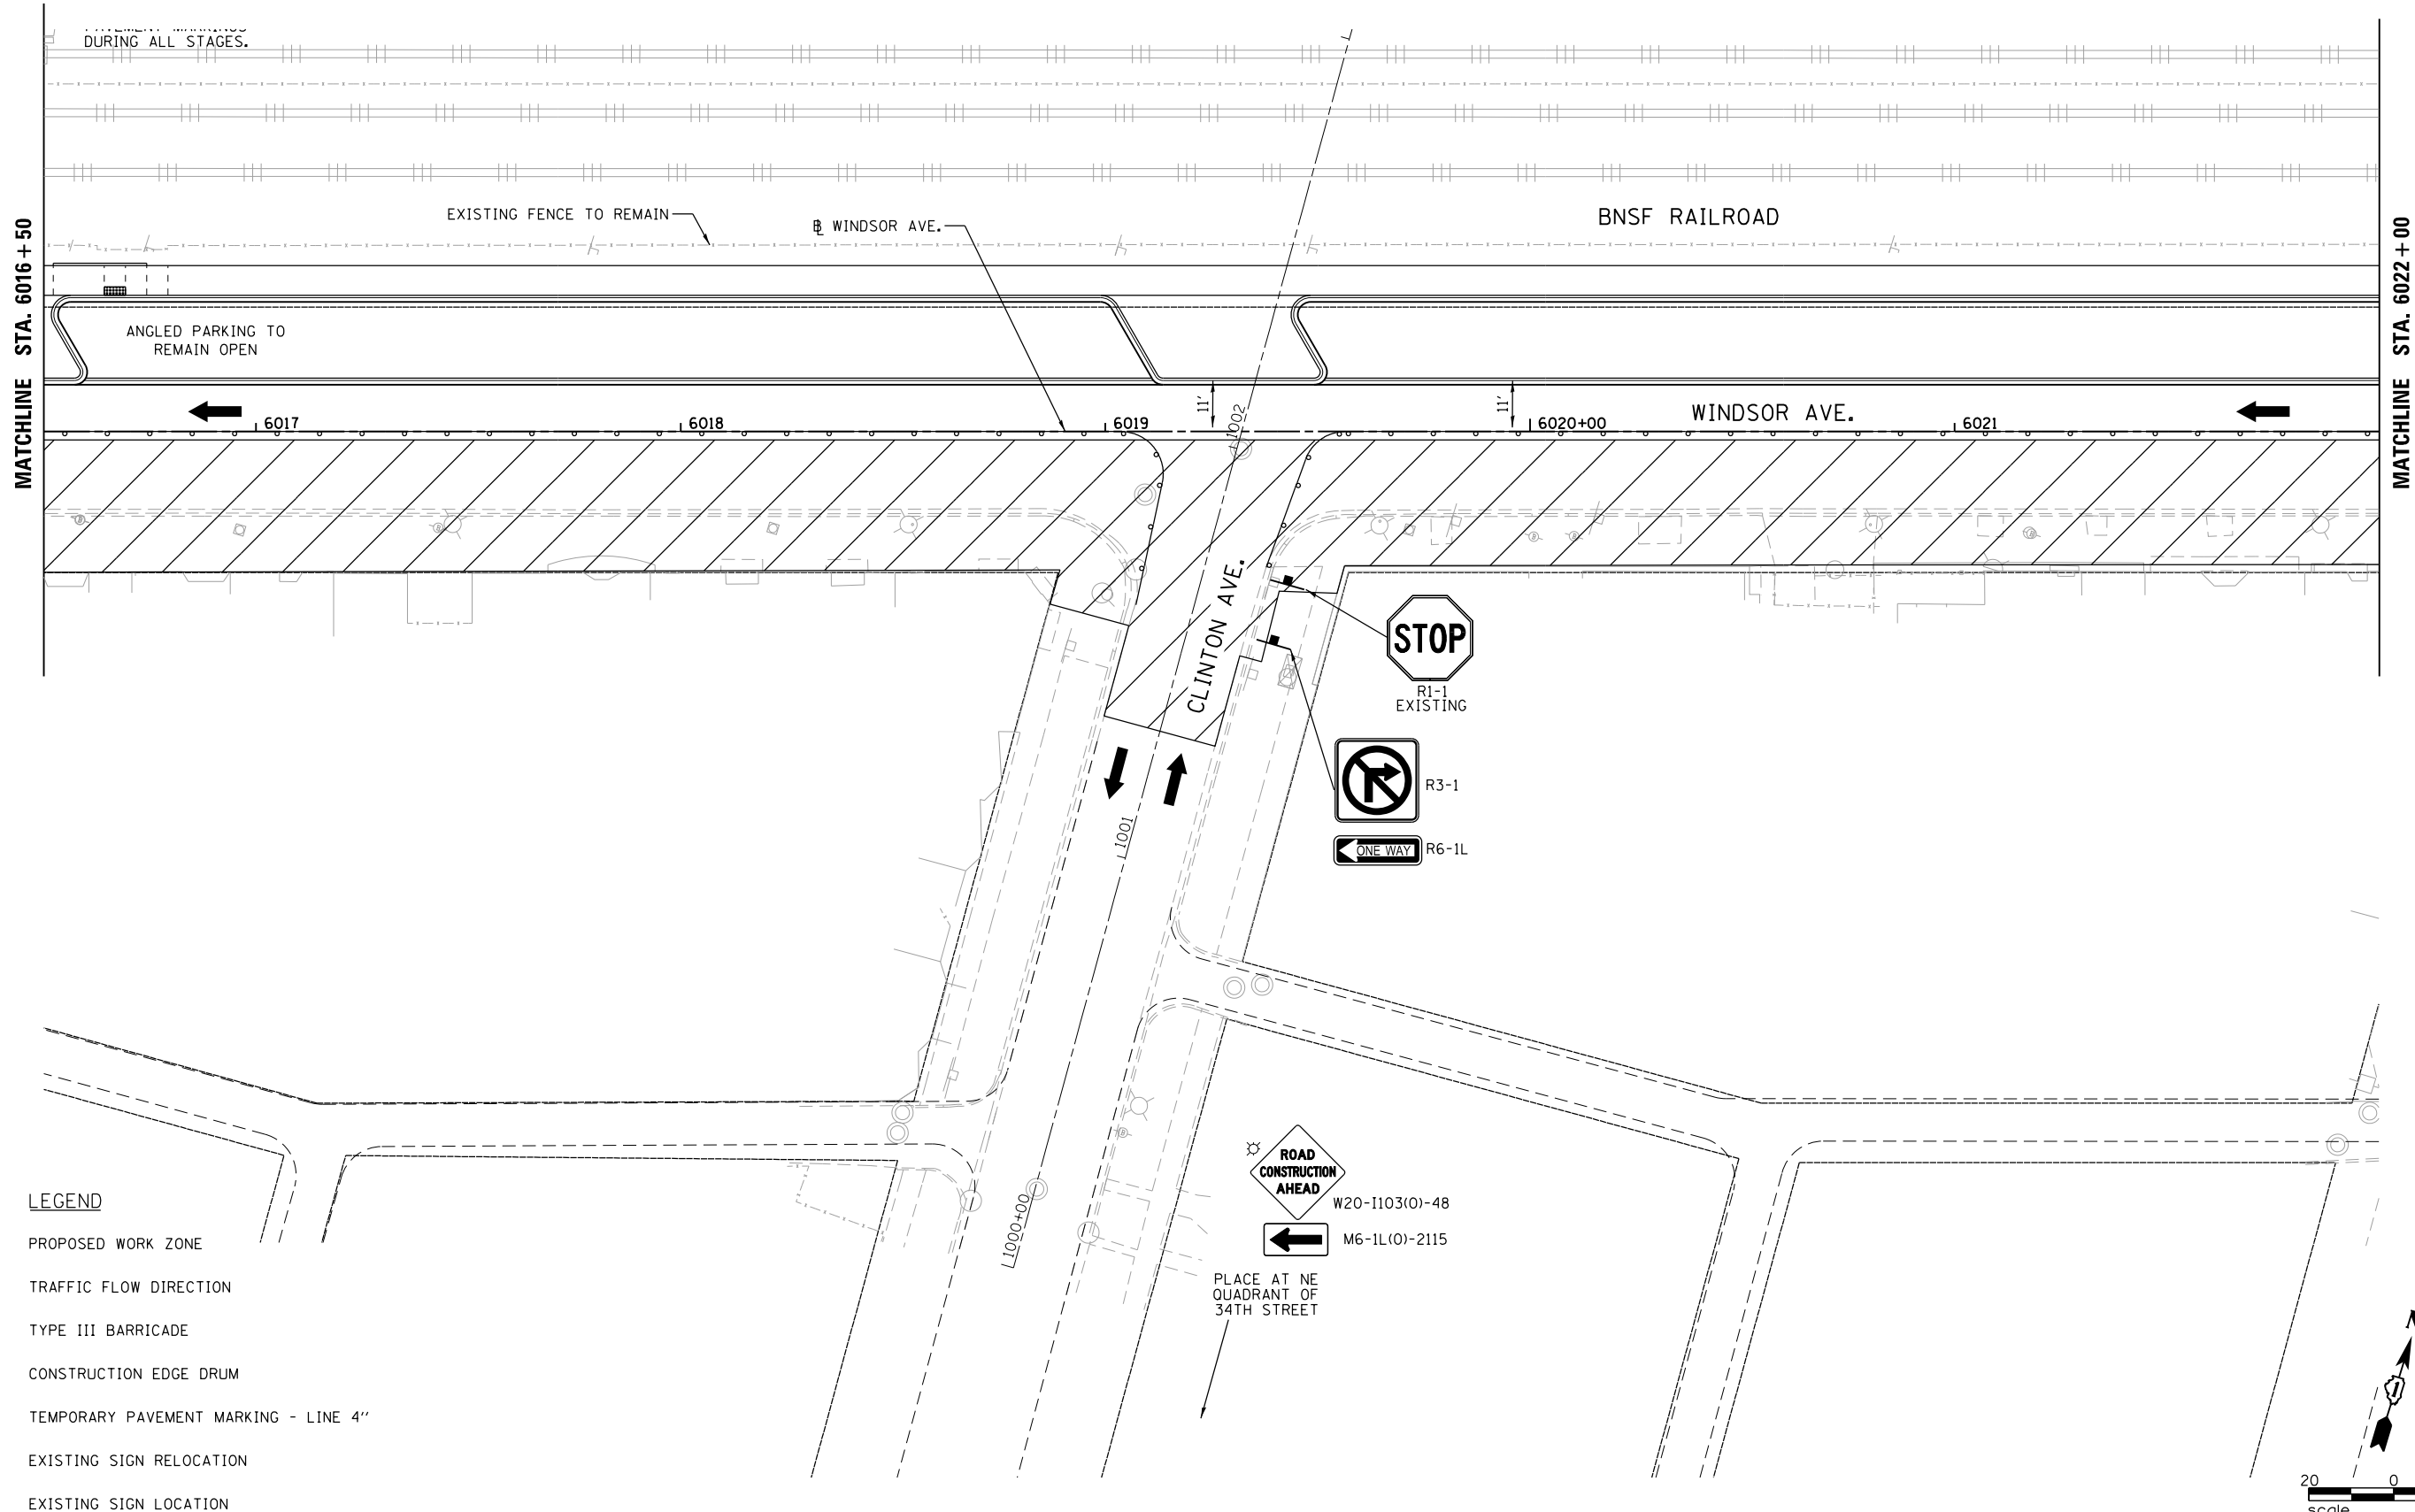 DURING ALL STAGES.
EXISTING FENCE TO REMAIN
WINDSOR AVE.
BNSF RAILROAD
MATCHLINE STA. 6016+50
MATCHLINE STA. 6022+00
ANGLED PARKING TO
REMAIN OPEN
11'
11'
1002
WINDSOR AVE.
6017
6018
6019
6020+00
6021
CLINTON AVE.
STOP
R1-1
EXISTING
R3-1
ONE WAY
R6-1L
1001
1000+00
ROAD
CONSTRUCTION
AHEAD
W20-I103(O)-48
M6-1L(O)-2115
PLACE AT NE
QUADRANT OF
34TH STREET
LEGEND
PROPOSED WORK ZONE
TRAFFIC FLOW DIRECTION
TYPE III BARRICADE
CONSTRUCTION EDGE DRUM
TEMPORARY PAVEMENT MARKING - LINE 4''
EXISTING SIGN RELOCATION
EXISTING SIGN LOCATION
20 0